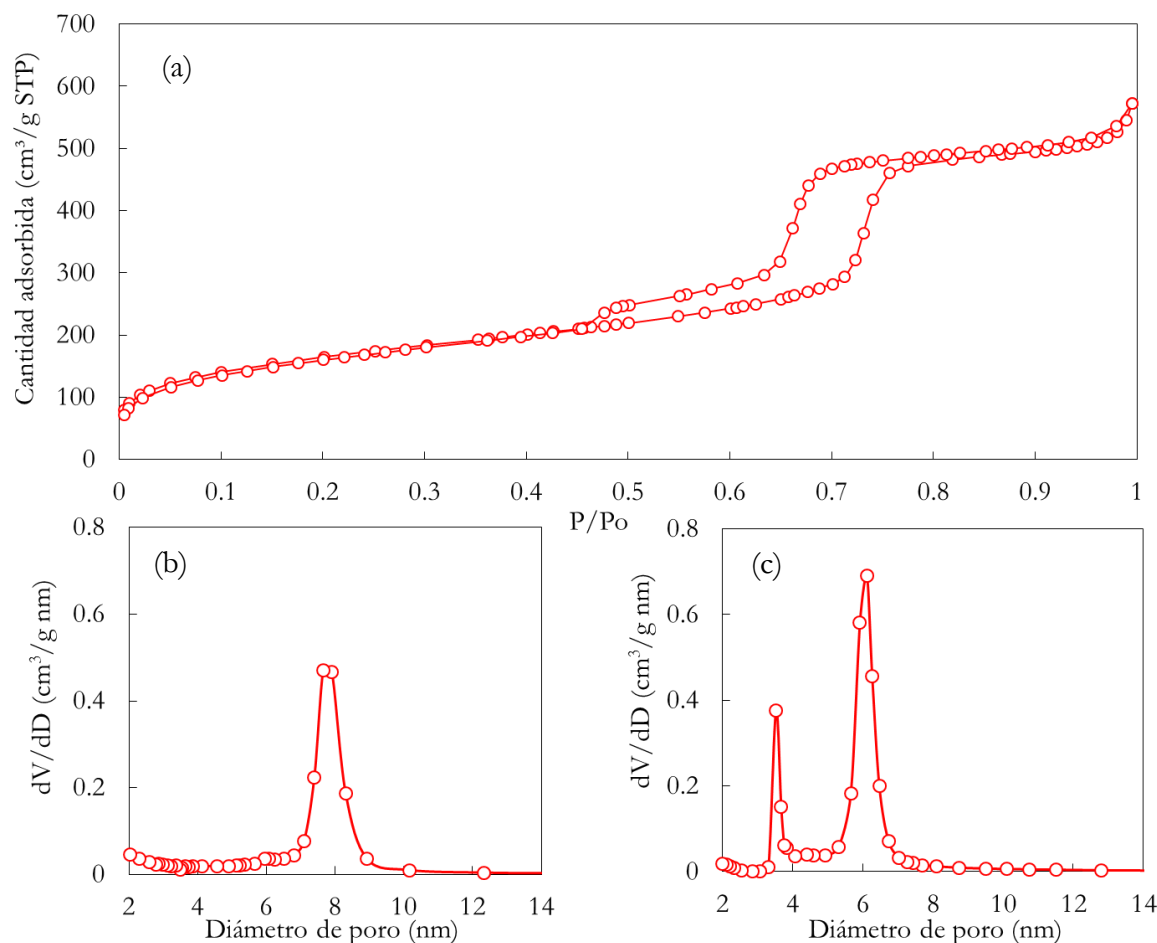 700
600
500
400
300
200
100
0
Cantidad adsorbida (cm³/g STP)
(a)
0 0.1 0.2 0.3 0.4 0.5 0.6 0.7 0.8 0.9 1
P/Po
0.8
0.6
0.4
0.2
0
dV/dD (cm³/g nm)
(b)
2 4 6 8 10 12 14
Diámetro de poro (nm)
0.8
0.6
0.4
0.2
0
dV/dD (cm³/g nm)
(c)
2 4 6 8 10 12 14
Diámetro de poro (nm)